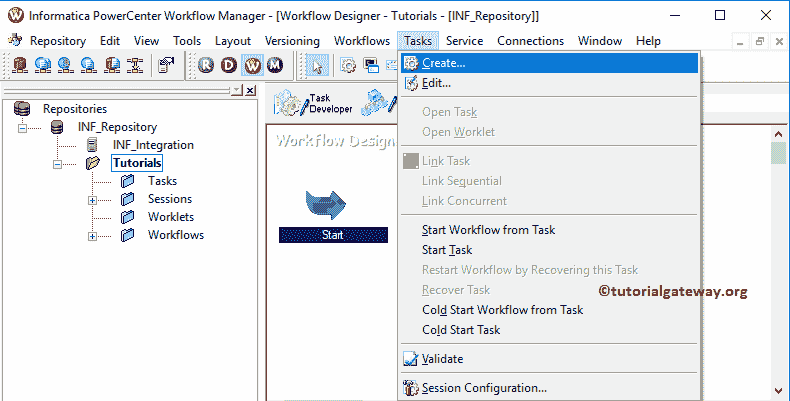 Informatica PowerCenter Workflow Manager - [Workflow Designer - Tutorials - [INF_Repository]]
Repository Edit View Tools Layout Versioning Workflows Tasks Service Connections Window Help
R D W M
Repositories
INF_Repository
INF_Integration
Tutorials
Tasks
Sessions
Worklets
Workflows
Task
Developer
Workflow Designe
Start
Create...
Edit...
Open Task
Open Worklet
Link Task
Link Sequential
Link Concurrent
Start Workflow from Task
Start Task
Restart Workflow by Recovering this Task
Recover Task
Cold Start Workflow from Task
Cold Start Task
Validate
Session Configuration...
©tutorialgateway.org